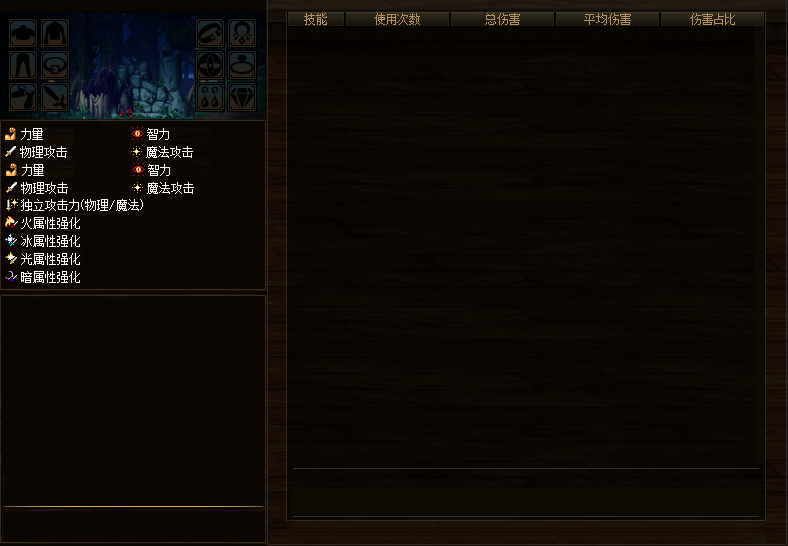 技能 使用次数 总伤害 平均伤害 伤害占比
力量 智力
物理攻击 魔法攻击
力量 智力
物理攻击 魔法攻击
独立攻击力(物理/魔法)
火属性强化
冰属性强化
光属性强化
暗属性强化